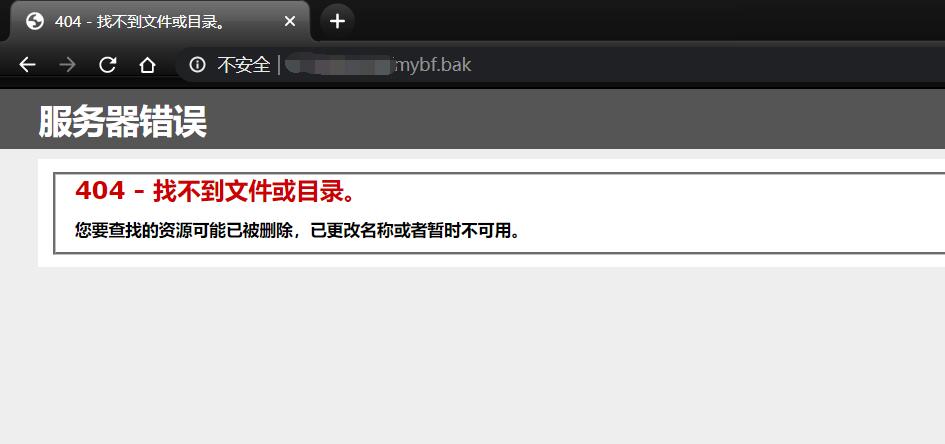 404 - 找不到文件或目录。
不安全 | mybf.bak
服务器错误
404 - 找不到文件或目录。
您要查找的资源可能已被删除，已更改名称或者暂时不可用。